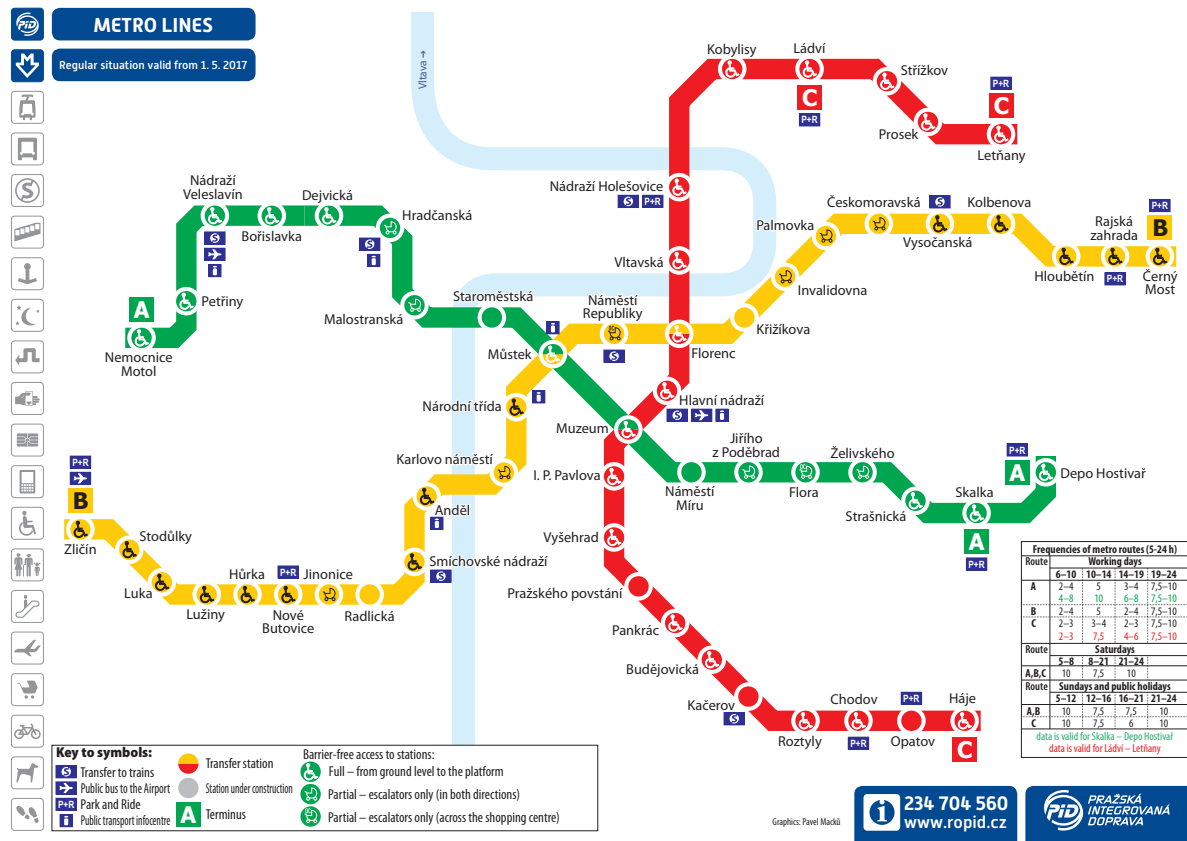 PiD
METRO LINES
Regular situation valid from 1. 5. 2017
Vltava →
Kobylisy
Ládví
C
P+R
Střížkov
Prosek
P+R
C
Letňany
Nádraží Holešovice
S P+R
Vltavská
Nádraží
Veleslavín
S
i
Bořislavka
Dejvická
Hradčanská
S
i
Petřiny
A
Nemocnice
Motol
Malostranská
Staroměstská
Můstek
i
Náměstí
Republiky
S
Florenc
Křižíkova
Invalidovna
Palmovka
Českomoravská
S
Vysočanská
Kolbenova
Hloubětín
Rajská
zahrada
P+R
P+R
B
Černý
Most
Hlavní nádraží
S i
Muzeum
Národní třída
i
Karlovo náměstí
Anděl
i
I. P. Pavlova
Náměstí
Míru
Jiřího
z Poděbrad
Flora
Želivského
Strašnická
Skalka
A
P+R
P+R
A
Depo Hostivař
P+R
B
Zličín
Stodůlky
Luka
Lužiny
Hůrka
P+R
Nové
Butovice
Jinonice
Radlická
Smíchovské nádraží
S
Vyšehrad
Pražského povstání
Pankrác
Budějovická
Kačerov
S
Roztyly
Chodov
P+R
P+R
Opatov
Háje
C
Frequencies of metro routes (5-24 h)
Route Working days
6–10 10–14 14–19 19–24
A 2–4 5 3–4 7,5–10
4–8 10 6–8 7,5–10
B 2–4 5 2–4 7,5–10
C 2–3 3–4 2–3 7,5–10
2–3 7,5 4–6 7,5–10
Route Saturdays
5–8 8–21 21–24
A,B,C 10 7,5 10
Route Sundays and public holidays
5–12 12–16 16–21 21–24
A,B 10 7,5 7,5 10
C 10 7,5 6 10
data is valid for Skalka – Depo Hostivař
data is valid for Ládví – Letňany
Key to symbols:
S Transfer to trains
Public bus to the Airport
P+R Park and Ride
i Public transport infocentre
Transfer station
Station under construction
A Terminus
Barrier-free access to stations:
Full – from ground level to the platform
Partial – escalators only (in both directions)
Partial – escalators only (across the shopping centre)
Graphics: Pavel Macků
i 234 704 560
www.ropid.cz
PiD PRAŽSKÁ
INTEGROVANÁ
DOPRAVA